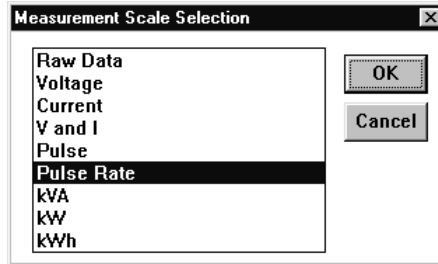 Measurement Scale Selection
Raw Data
Voltage
Current
V and I
Pulse
Pulse Rate
kVA
kW
kWh
OK
Cancel